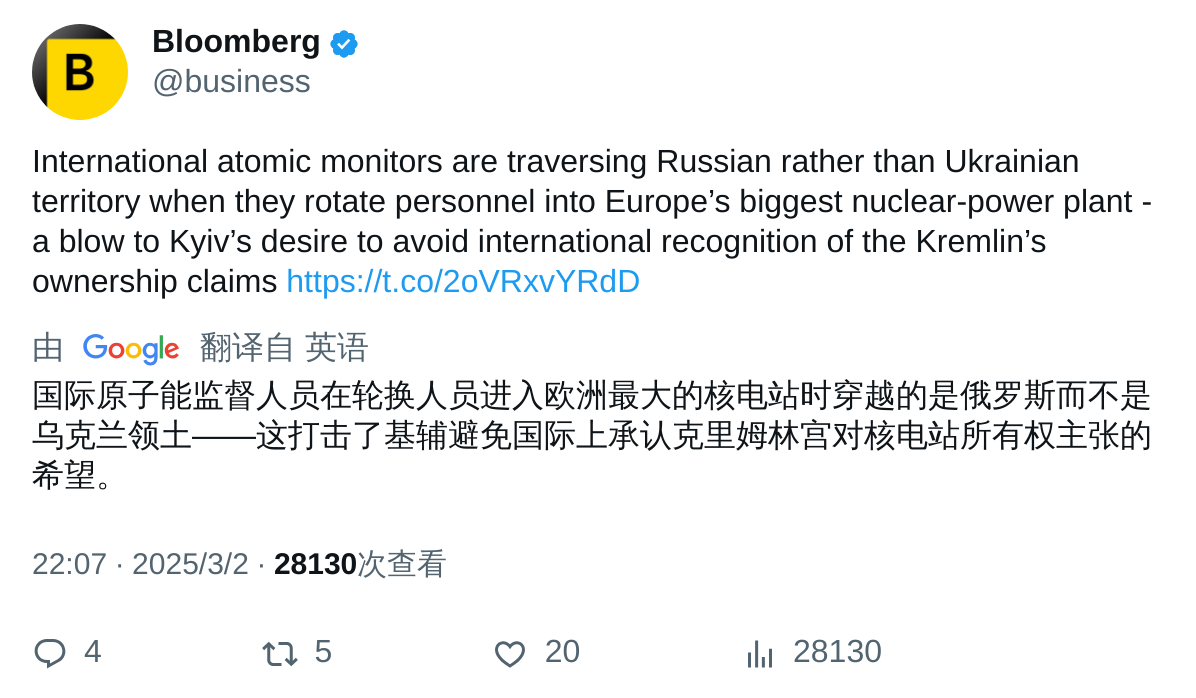 B
Bloomberg
@business
International atomic monitors are traversing Russian rather than Ukrainian
territory when they rotate personnel into Europe’s biggest nuclear-power plant -
a blow to Kyiv’s desire to avoid international recognition of the Kremlin’s
ownership claims https://t.co/2oVRxvYRdD
由 Google 翻译自 英语
国际原子能监督人员在轮换人员进入欧洲最大的核电站时穿越的是俄罗斯而不是
乌克兰领土——这打击了基辅避免国际上承认克里姆林宫对核电站所有权主张的
希望。
22:07 · 2025/3/2 · 28130次查看
4 5 20 28130